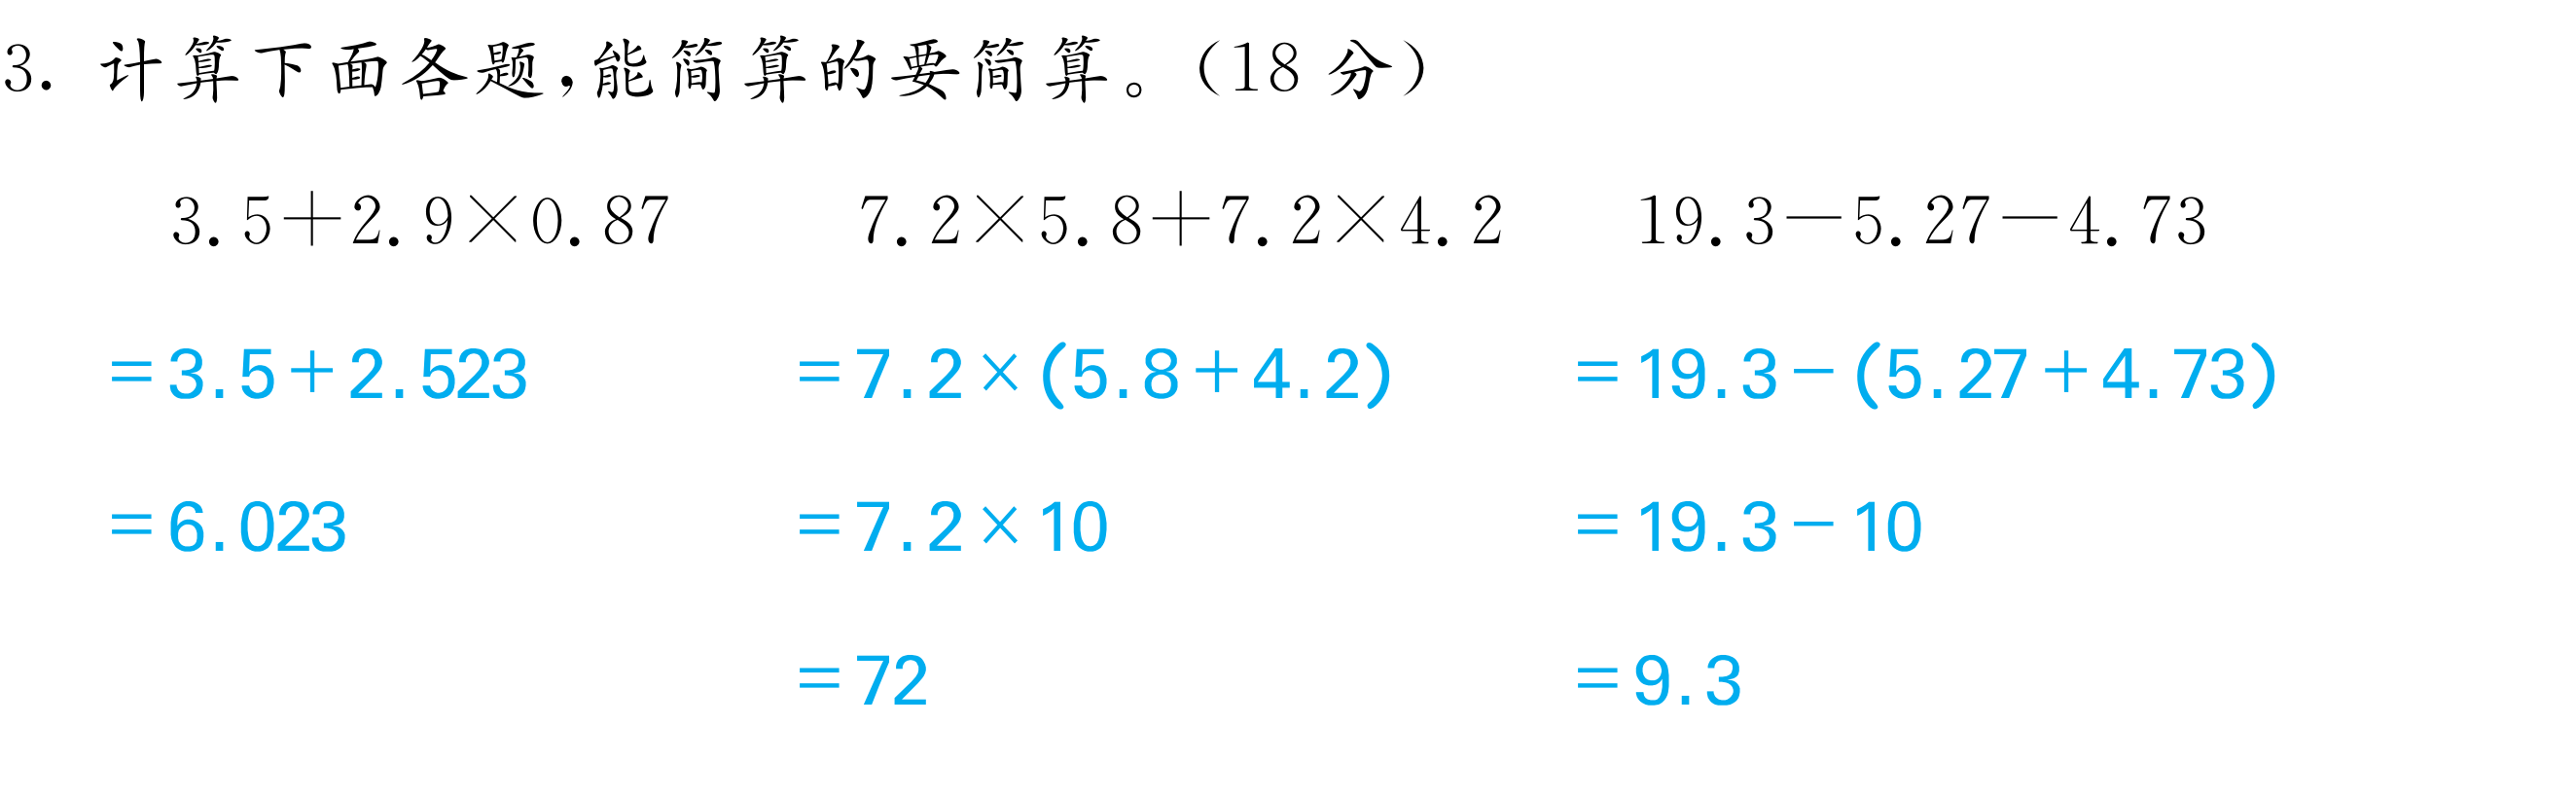 3. 计算下面各题,能简算的要简算。(18 分)
3.5+2.9×0.87 7.2×5.8+7.2×4.2 19.3−5.27−4.73
=3.5+2.523 =7.2×(5.8+4.2) =19.3−(5.27+4.73)
=6.023 =7.2×10 =19.3−10
=72 =9.3